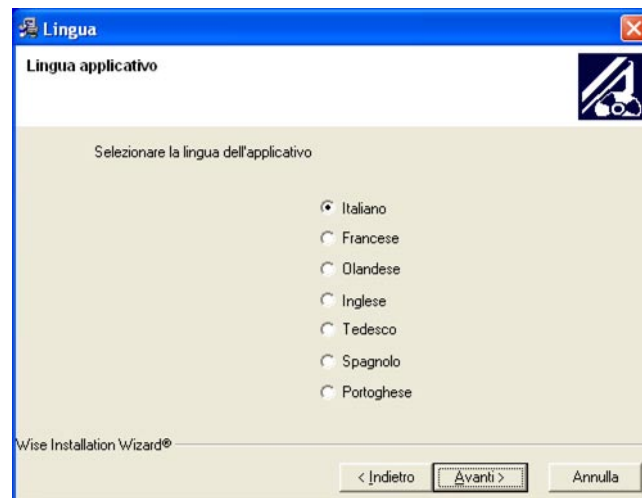 Lingua
Lingua applicativo
Selezionare la lingua dell'applicativo
Italiano
Francese
Olandese
Inglese
Tedesco
Spagnolo
Portoghese
Wise Installation Wizard®
< Indietro
Avanti >
Annulla